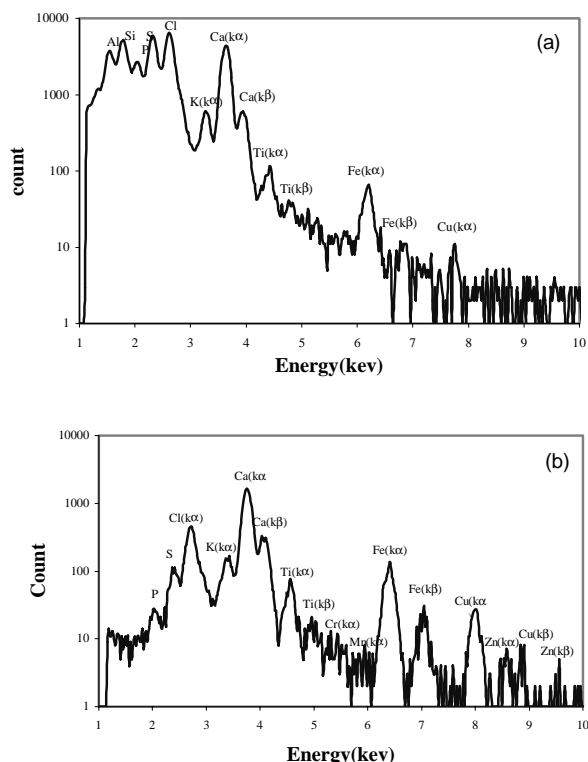 10000
1000
100
10
1
count
Al
Si
P
S
Cl
K(kα)
Ca(kα)
Ca(kβ)
Ti(kα)
Ti(kβ)
Fe(kα)
Fe(kβ)
Cu(kα)
(a)
1 2 3 4 5 6 7 8 9 10
Energy(kev)
10000
1000
100
10
1
Count
P
S
Cl(kα)
K(kα)
Ca(kα
Ca(kβ)
Ti(kα)
Ti(kβ)
Cr(kα)
Mn(kα)
Fe(kα)
Fe(kβ)
Cu(kα
Zn(kα)
Cu(kβ)
Zn(kβ)
(b)
1 2 3 4 5 6 7 8 9 10
Energy(kev)